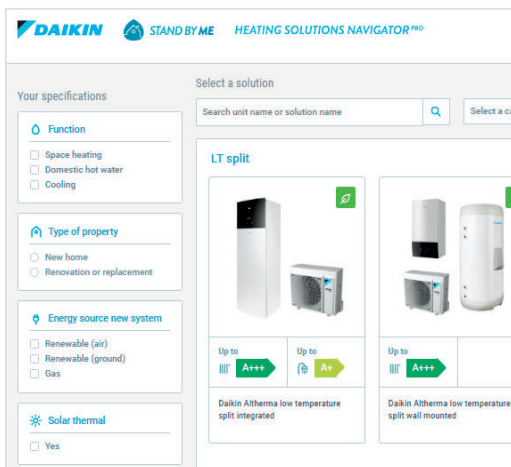 DAIKIN STAND BY ME HEATING SOLUTIONS NAVIGATOR PRO
Your specifications
Function
Space heating
Domestic hot water
Cooling
Type of property
New home
Renovation or replacement
Energy source new system
Renewable (air)
Renewable (ground)
Gas
Solar thermal
Yes
Select a solution
Search unit name or solution name
Select a ca
LT split
Up to
A+++
Up to
A+
Daikin Altherma low temperature
split integrated
Up to
A+++
Daikin Altherma low temperature
split wall mounted